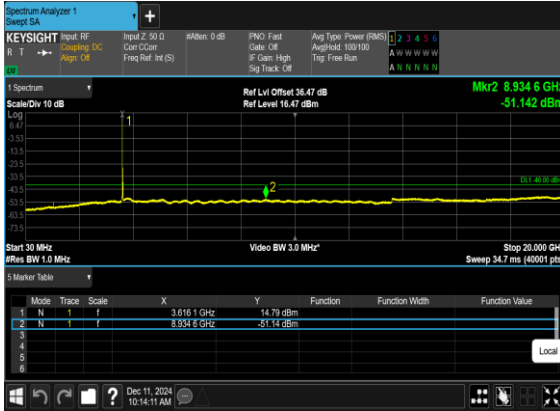 Spectrum Analyzer 1
Swept SA
+
KEYSIGHT
R T
Input: RF
Coupling: DC
Align: Off
Input Z: 50 Ω
Corr CCorr
Freq Ref: Int (S)
#Atten: 0 dB
PNO: Fast
Gate: Off
IF Gain: High
Sig Track: Off
Avg Type: Power (RMS)
Avg|Hold: 100/100
Trig: Free Run
1 2 3 4 5 6
A W W W W W
A N N N N N
1 Spectrum
Scale/Div 10 dB
Ref Lvl Offset 36.47 dB
Ref Level 16.47 dBm
Mkr2 8.934 6 GHz
-51.142 dBm
Log
6.47
-3.53
-13.5
-23.5
-33.5
-43.5
-53.5
-63.5
-73.5
1
2
DL1 -40.00 dBm
Start 30 MHz
#Res BW 1.0 MHz
Video BW 3.0 MHz*
Stop 20.000 GH
Sweep 34.7 ms (40001 pts
5 Marker Table
Mode Trace Scale X Y Function Function Width Function Value
1 N 1 f 3.616 1 GHz 14.79 dBm
2 N 1 f 8.934 6 GHz -51.14 dBm
3
4
5
6
Local
?
Dec 11, 2024
10:14:11 AM